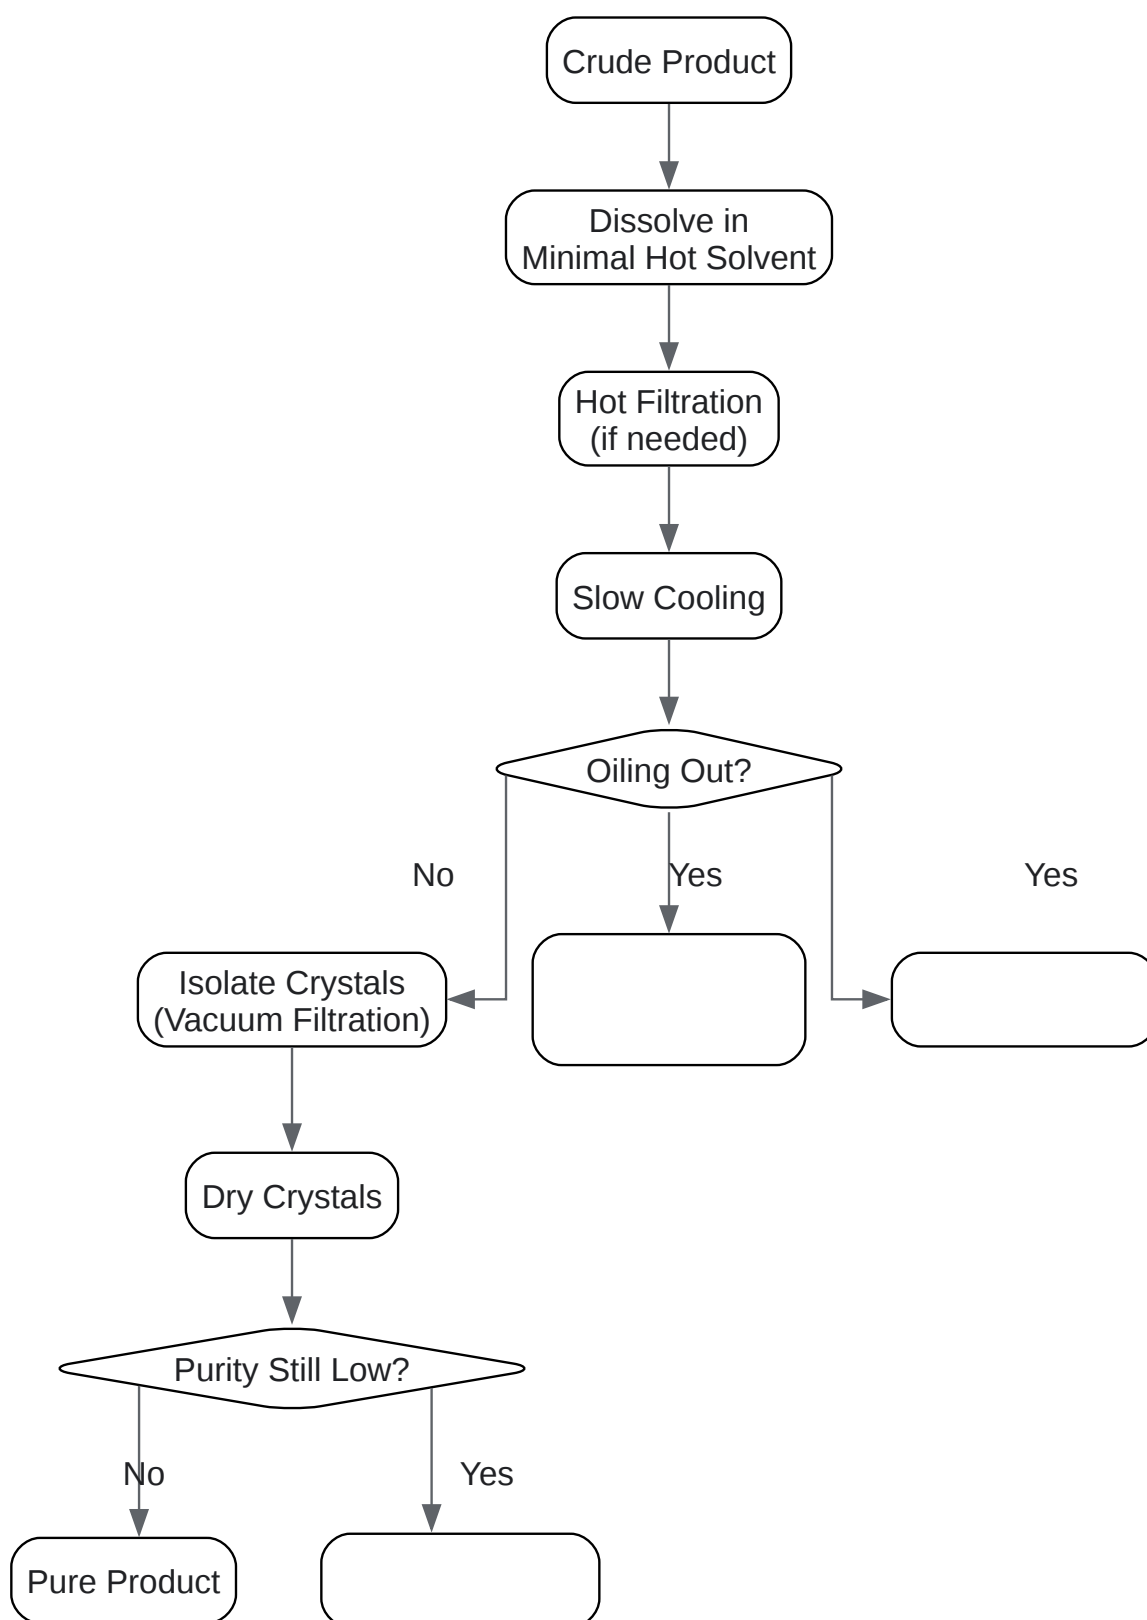 Crude Product
Dissolve in
Minimal Hot Solvent
Hot Filtration
(if needed)
Slow Cooling
Oiling Out?
No
Yes
Yes
Isolate Crystals
(Vacuum Filtration)
Dry Crystals
Purity Still Low?
No
Yes
Pure Product